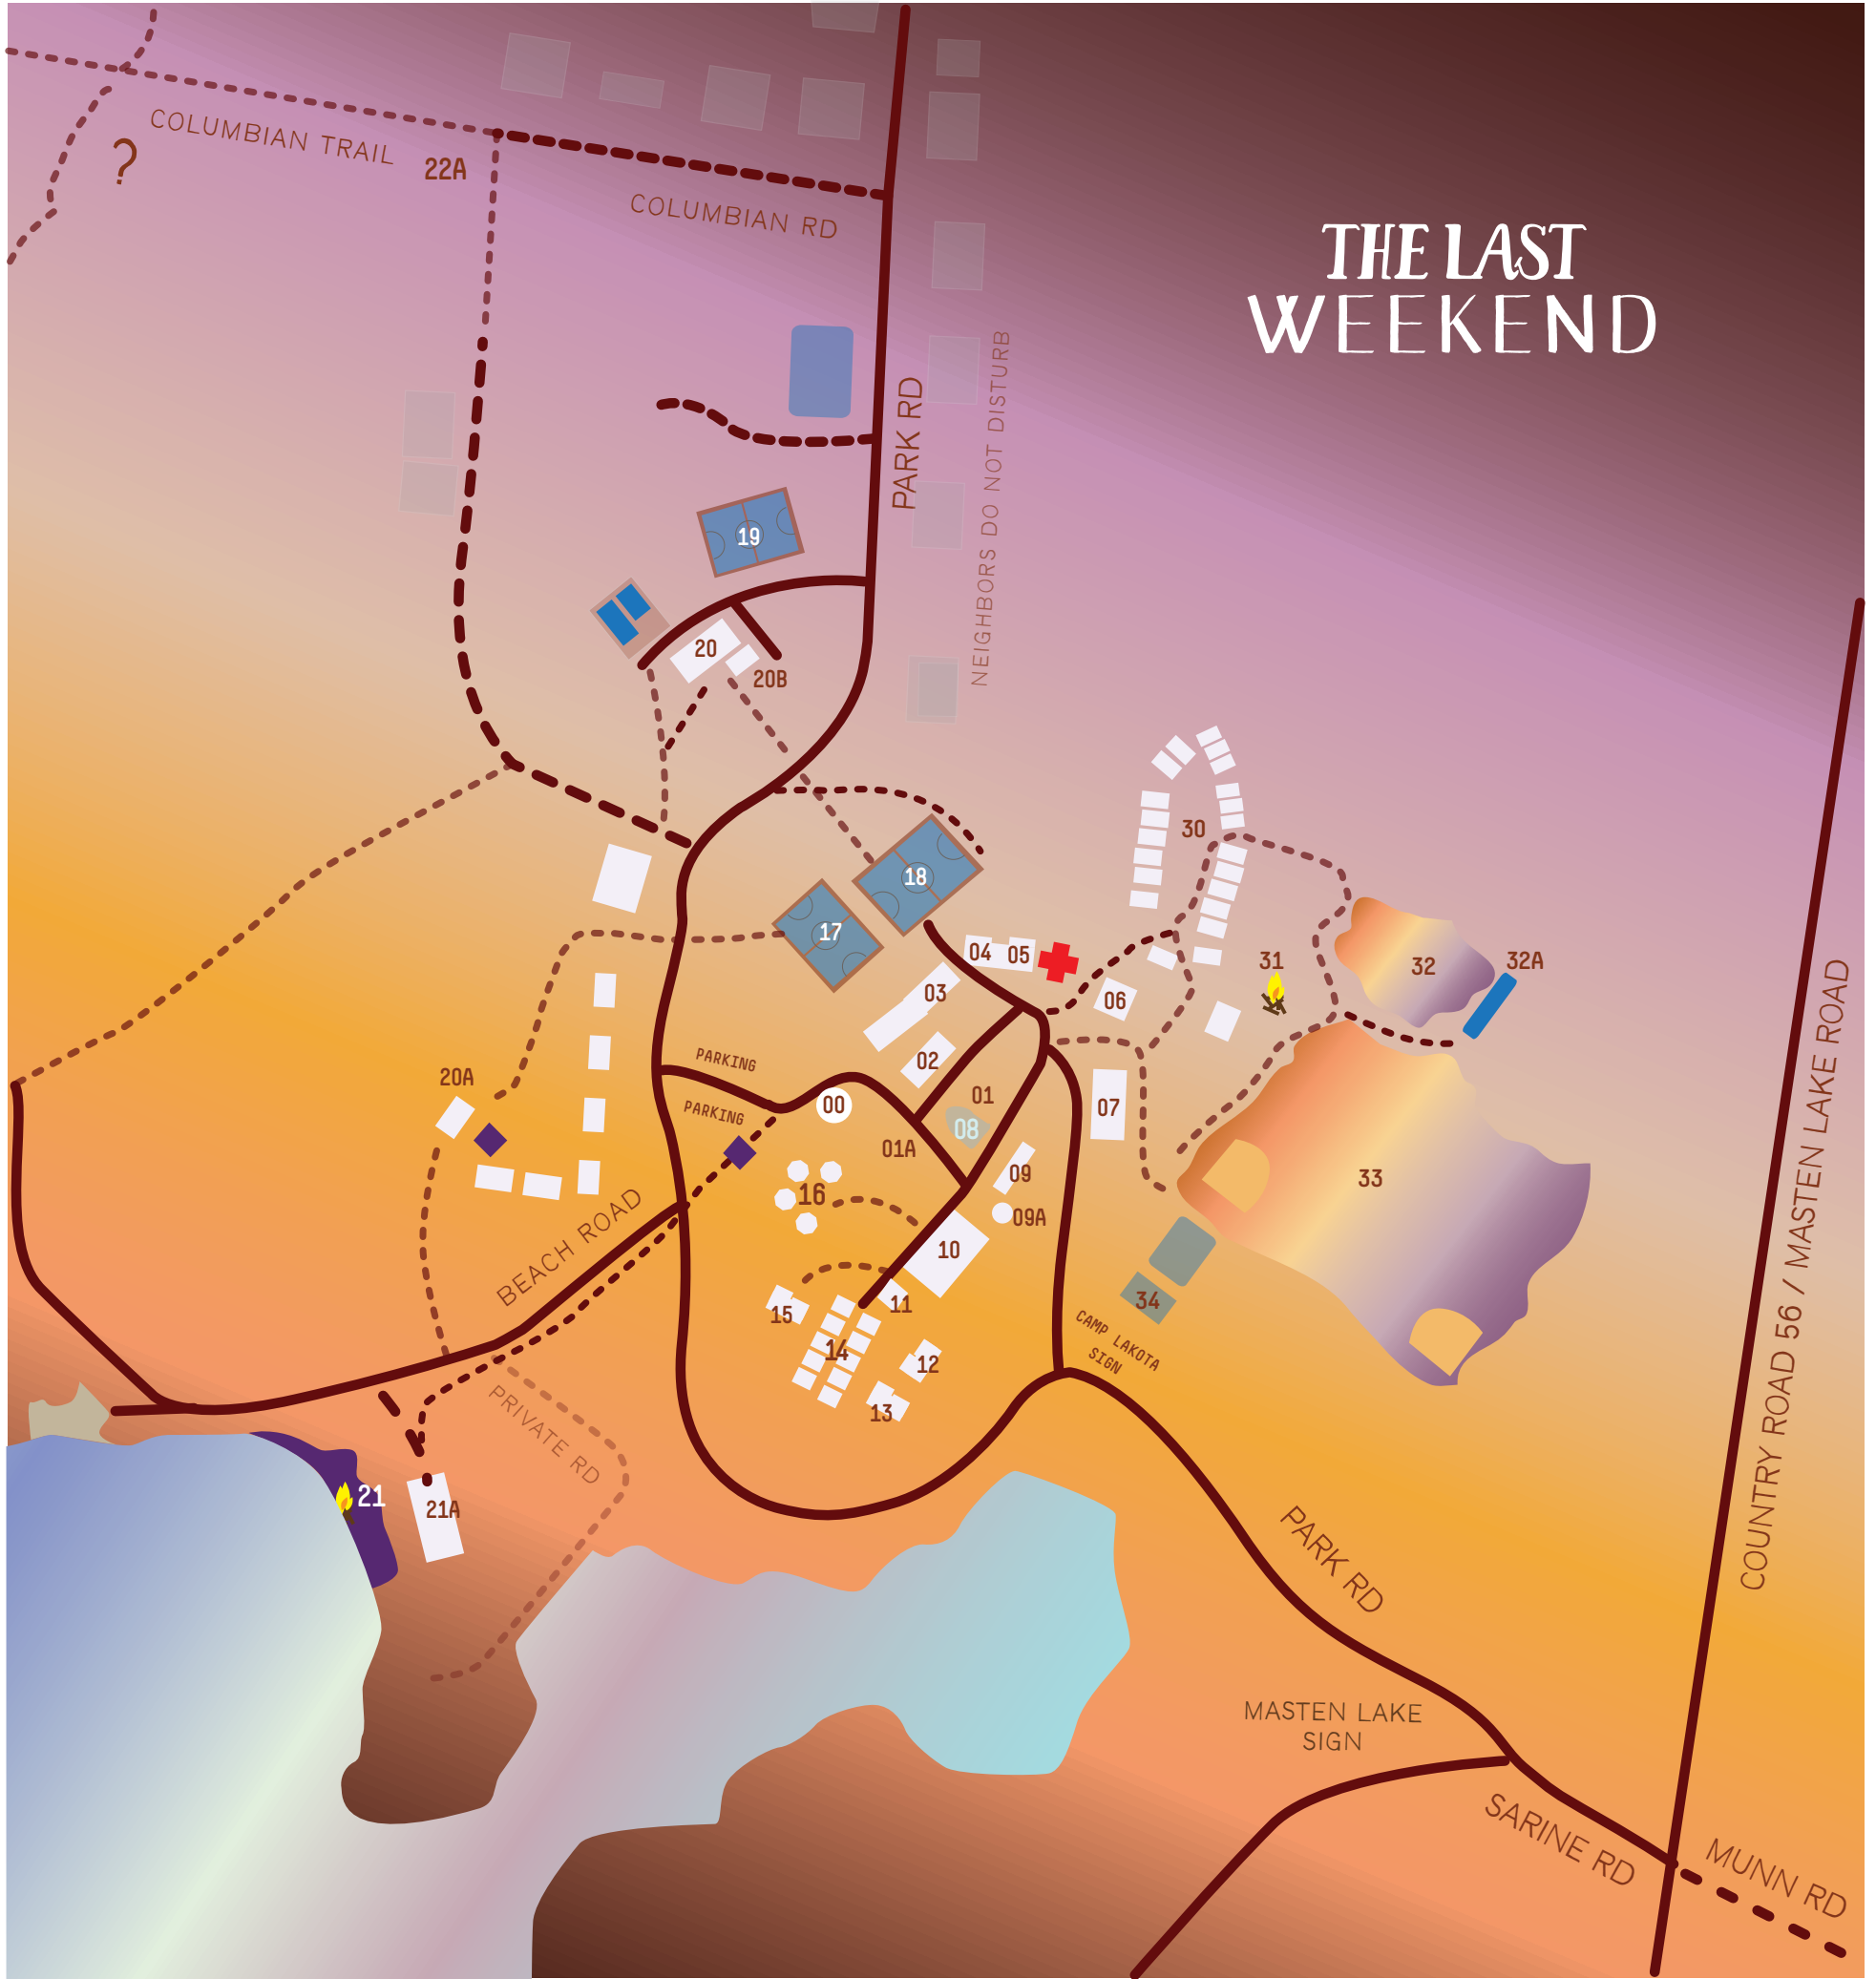 COLUMBIAN TRAIL
?
22A
COLUMBIAN RD
THE LAST
WEEKEND
PARK RD
NEIGHBORS DO NOT DISTURB
19
20
20B
30
18
17
04
05
31
32
32A
03
06
COUNTRY ROAD 56 / MASTEN LAKE ROAD
PARKING
02
20A
PARKING
00
01
07
08
01A
33
09
16
09A
BEACH ROAD
10
34
11
15
CAMP LAKOTA
SIGN
14
12
13
PRIVATE RD
21
21A
PARK RD
MASTEN LAKE
SIGN
SARINE RD
MUNN RD